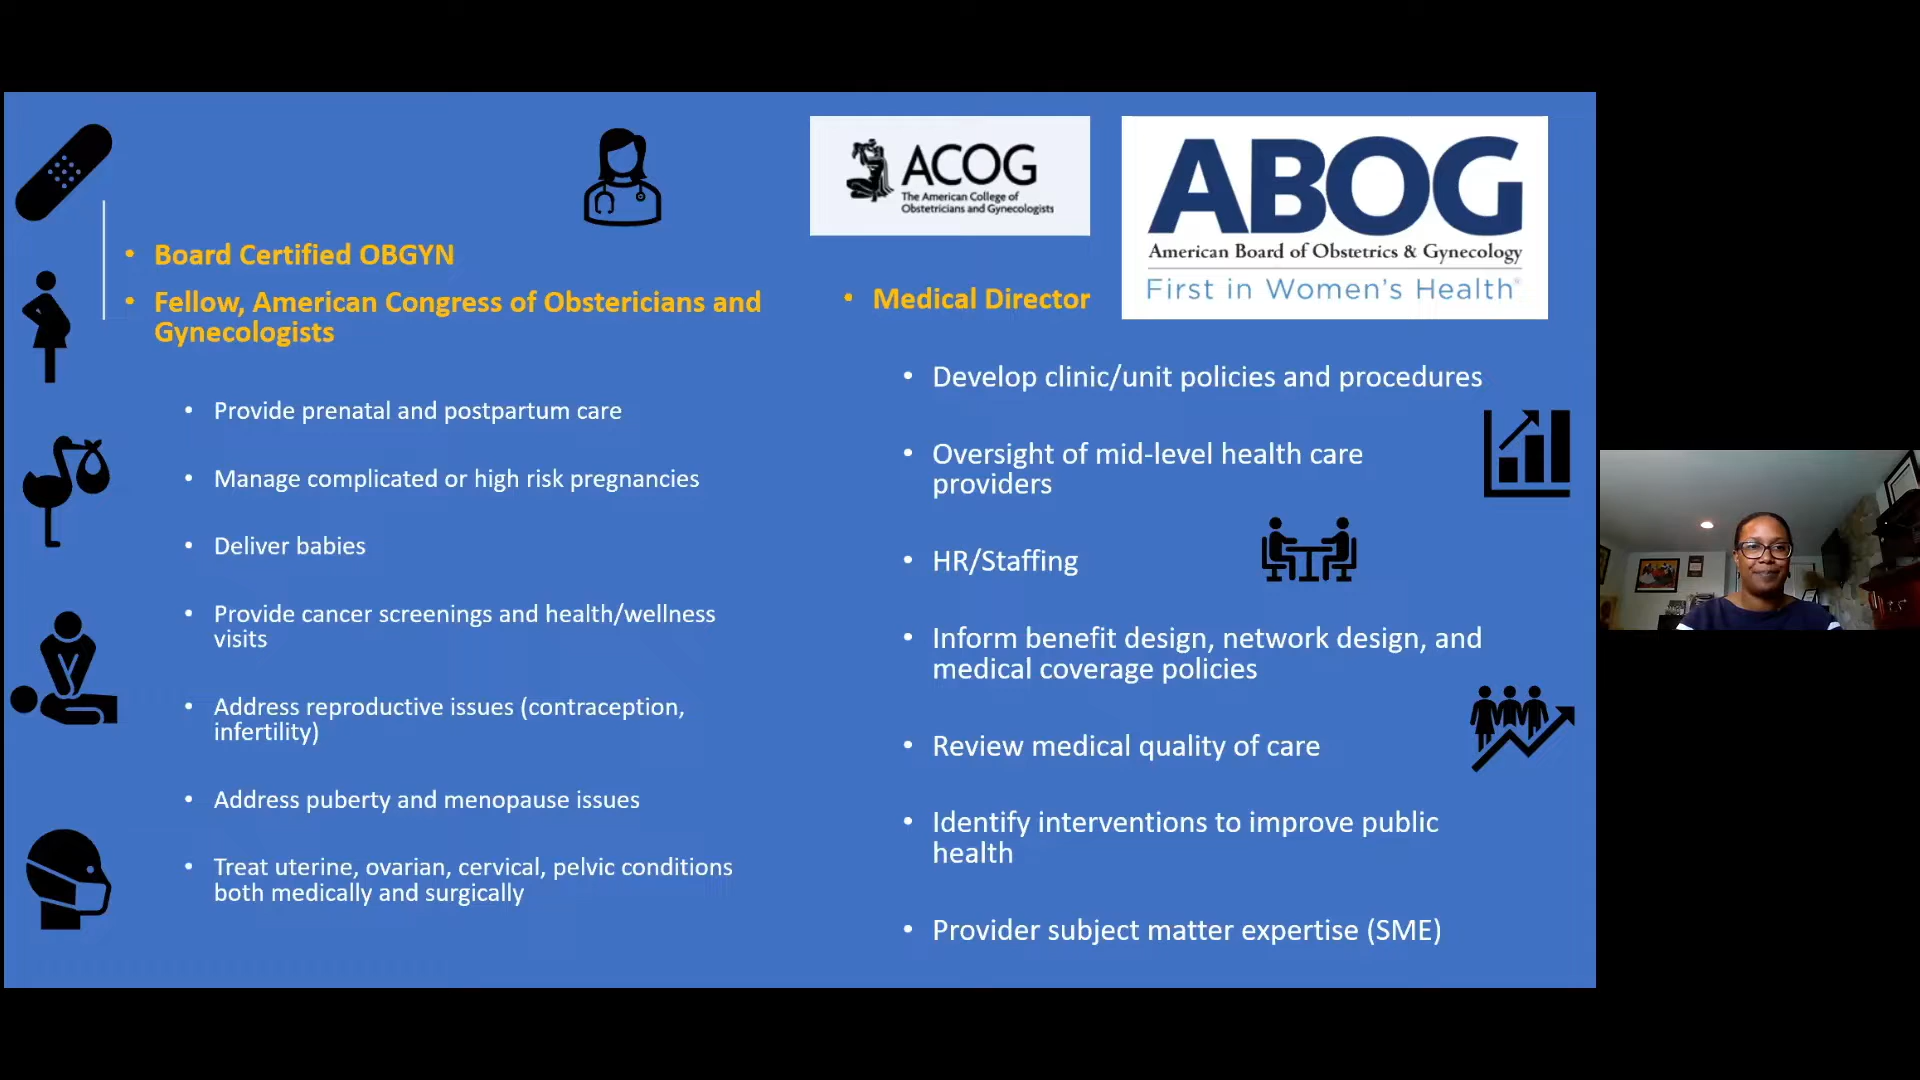 Board Certified OBGYN
Fellow, American Congress of Obstericians and
Gynecologists
Provide prenatal and postpartum care
Manage complicated or high risk pregnancies
Deliver babies
Provide cancer screenings and health/wellness
visits
Address reproductive issues (contraception,
infertility)
Address puberty and menopause issues
Treat uterine, ovarian, cervical, pelvic conditions
both medically and surgically
ACOG
The American College of
Obstetricians and Gynecologists
ABOG
American Board of Obstetrics & Gynecology
First in Women's Health
Medical Director
Develop clinic/unit policies and procedures
Oversight of mid-level health care
providers
HR/Staffing
Inform benefit design, network design, and
medical coverage policies
Review medical quality of care
Identify interventions to improve public
health
Provider subject matter expertise (SME)